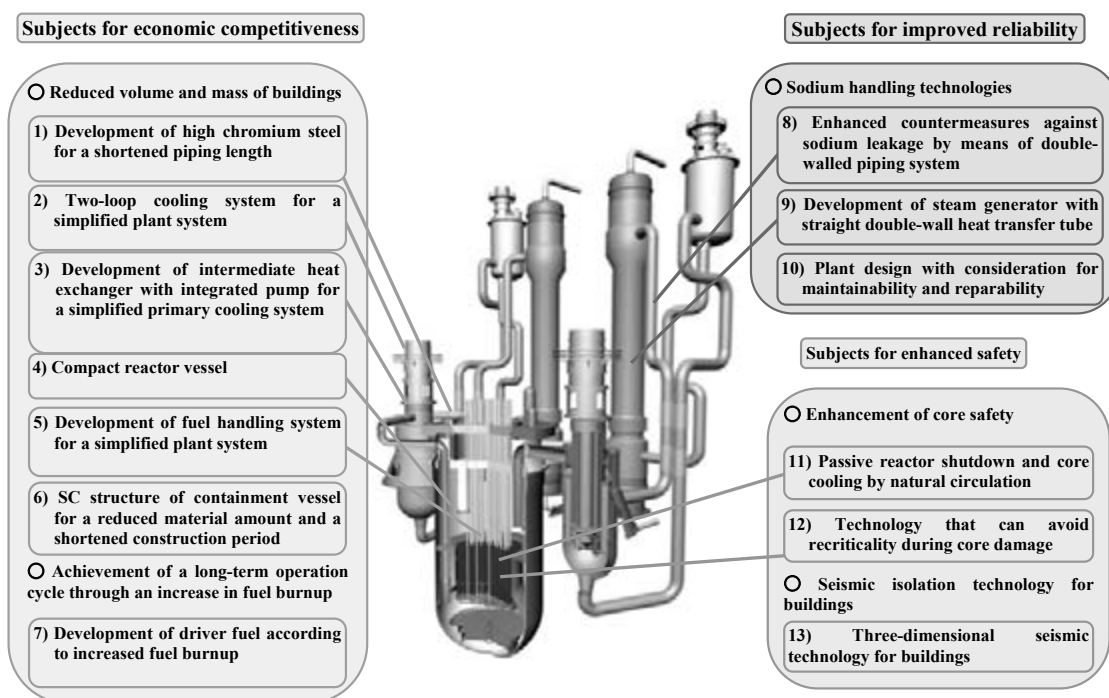 Subjects for economic competitiveness
Reduced volume and mass of buildings
1) Development of high chromium steel
for a shortened piping length
2) Two-loop cooling system for a
simplified plant system
3) Development of intermediate heat
exchanger with integrated pump for
a simplified primary cooling system
4) Compact reactor vessel
5) Development of fuel handling system
for a simplified plant system
6) SC structure of containment vessel
for a reduced material amount and a
shortened construction period
Achievement of a long-term operation
cycle through an increase in fuel burnup
7) Development of driver fuel according
to increased fuel burnup
Subjects for improved reliability
Sodium handling technologies
8) Enhanced countermeasures against
sodium leakage by means of double-
walled piping system
9) Development of steam generator with
straight double-wall heat transfer tube
10) Plant design with consideration for
maintainability and reparability
Subjects for enhanced safety
Enhancement of core safety
11) Passive reactor shutdown and core
cooling by natural circulation
12) Technology that can avoid
recriticality during core damage
Seismic isolation technology for
buildings
13) Three-dimensional seismic
technology for buildings